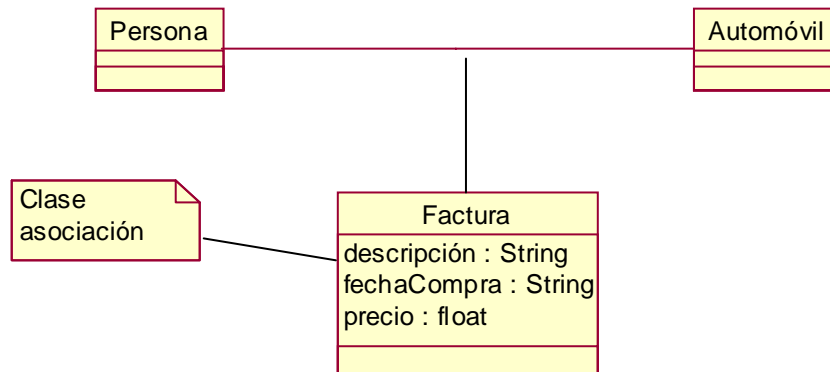 Persona
Automóvil
Clase
asociación
Factura
descripción : String
fechaCompra : String
precio : float